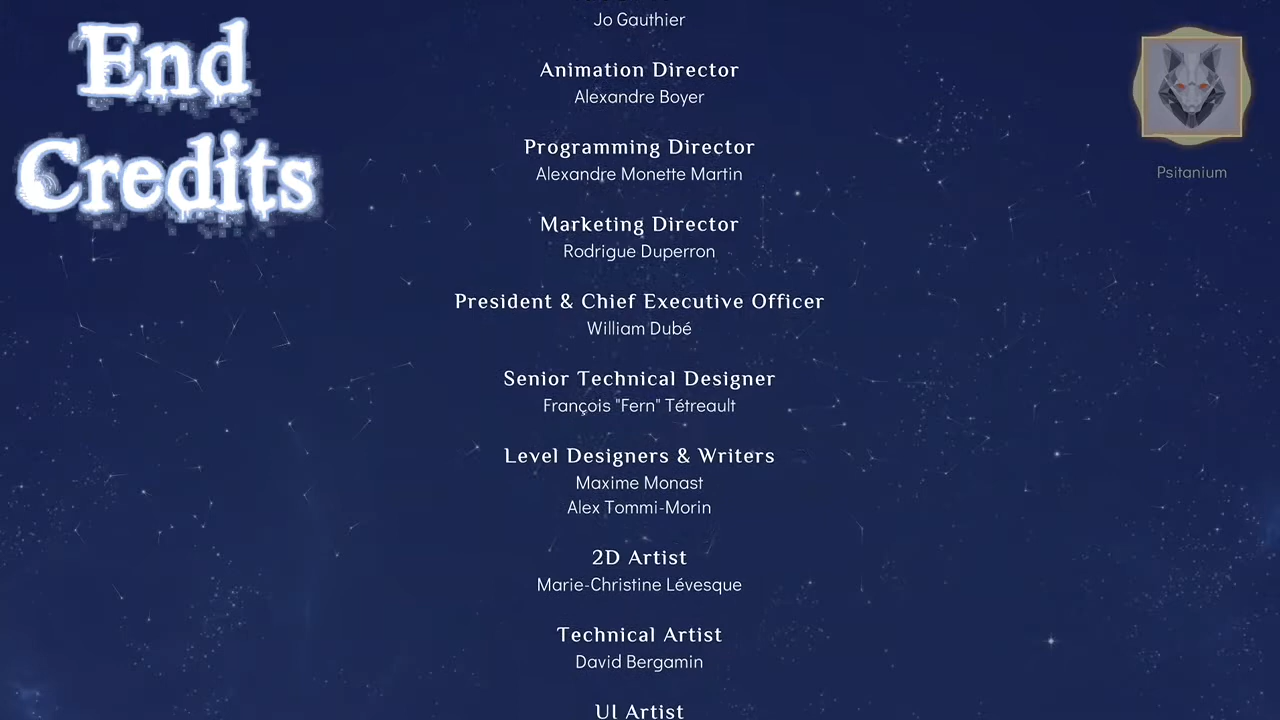 End
Credits
Jo Gauthier
Animation Director
Alexandre Boyer
Programming Director
Alexandre Monette Martin
Marketing Director
Rodrigue Duperron
President & Chief Executive Officer
William Dubé
Senior Technical Designer
François "Fern" Tétreault
Level Designers & Writers
Maxime Monast
Alex Tommi-Morin
2D Artist
Marie-Christine Lévesque
Technical Artist
David Bergamin
UI Artist
Psitanium